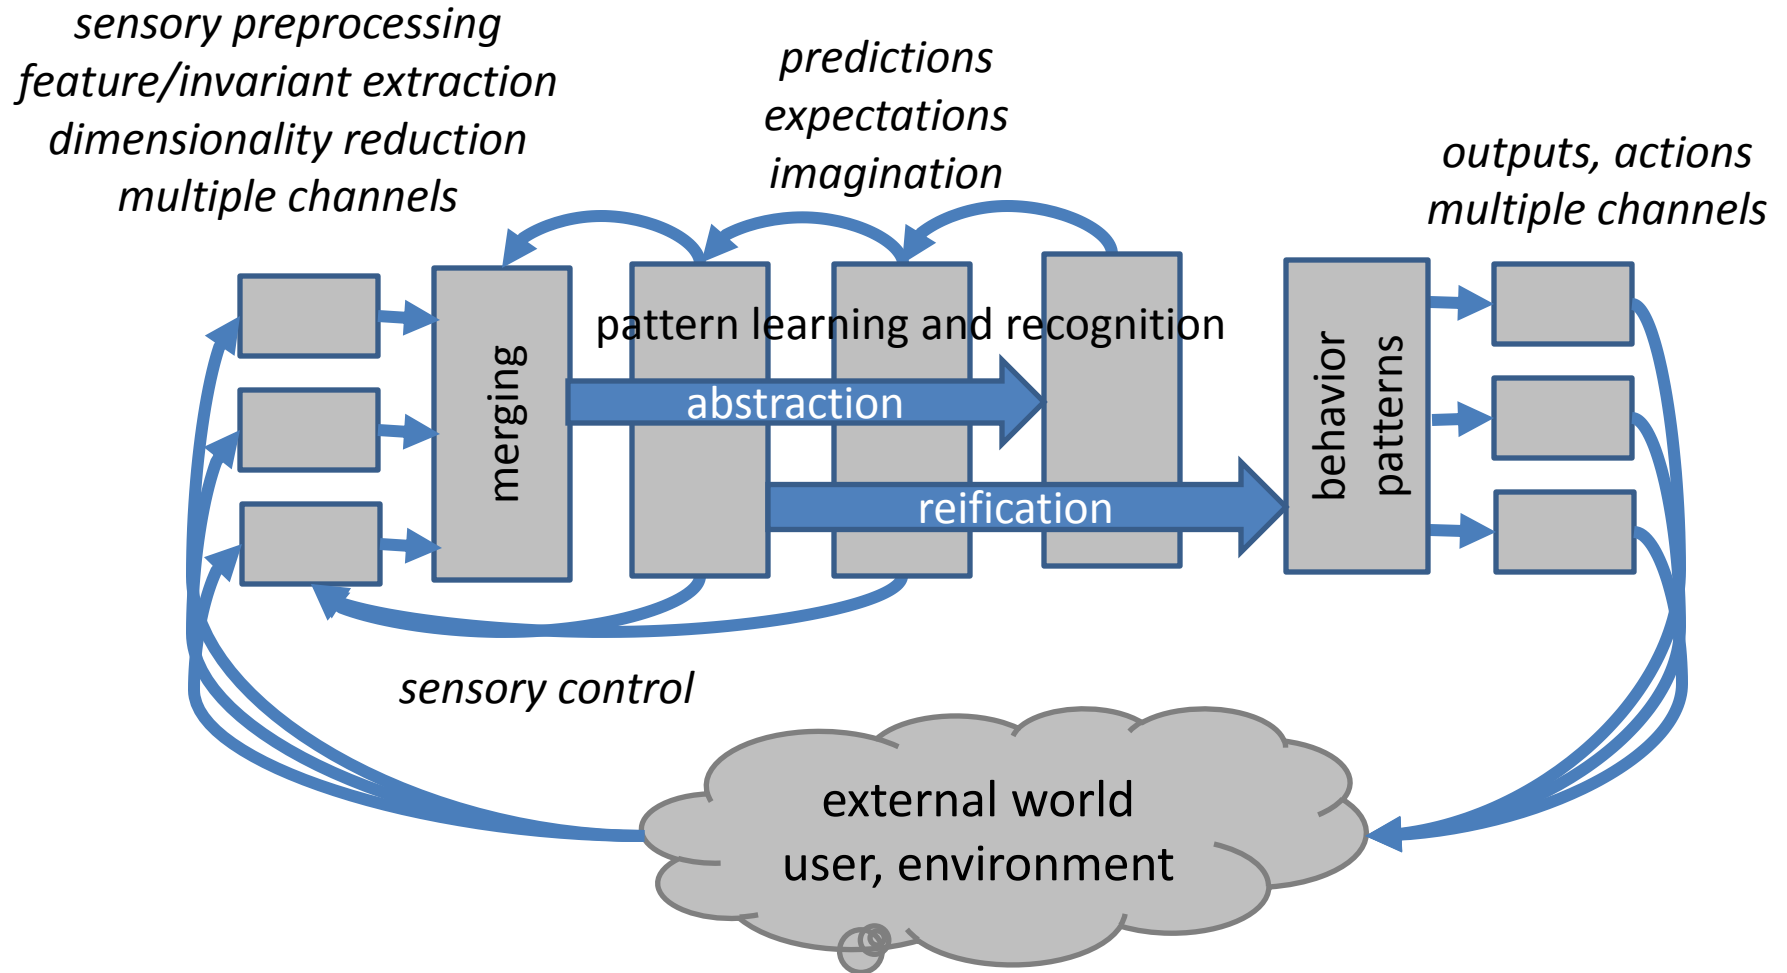 sensory preprocessing
feature/invariant extraction
dimensionality reduction
multiple channels
predictions
expectations
imagination
outputs, actions
multiple channels
pattern learning and recognition
merging
abstraction
reification
behavior
patterns
sensory control
external world
user, environment